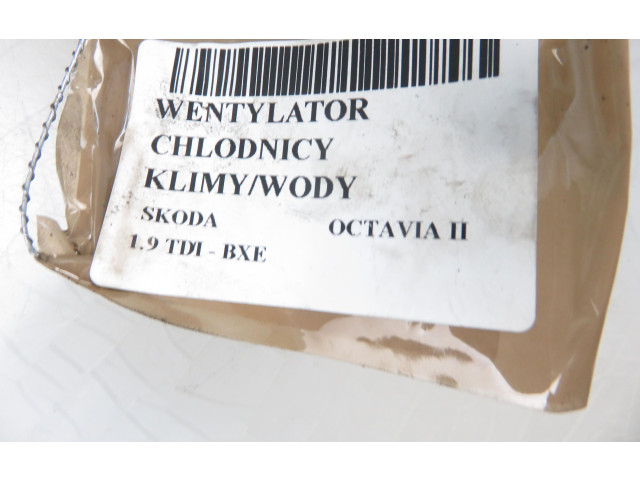 WENTYLATOR
CHLODNICY
KLIMY/WODY
SKODA OCTAVIA II
1.9 TDI - BXE